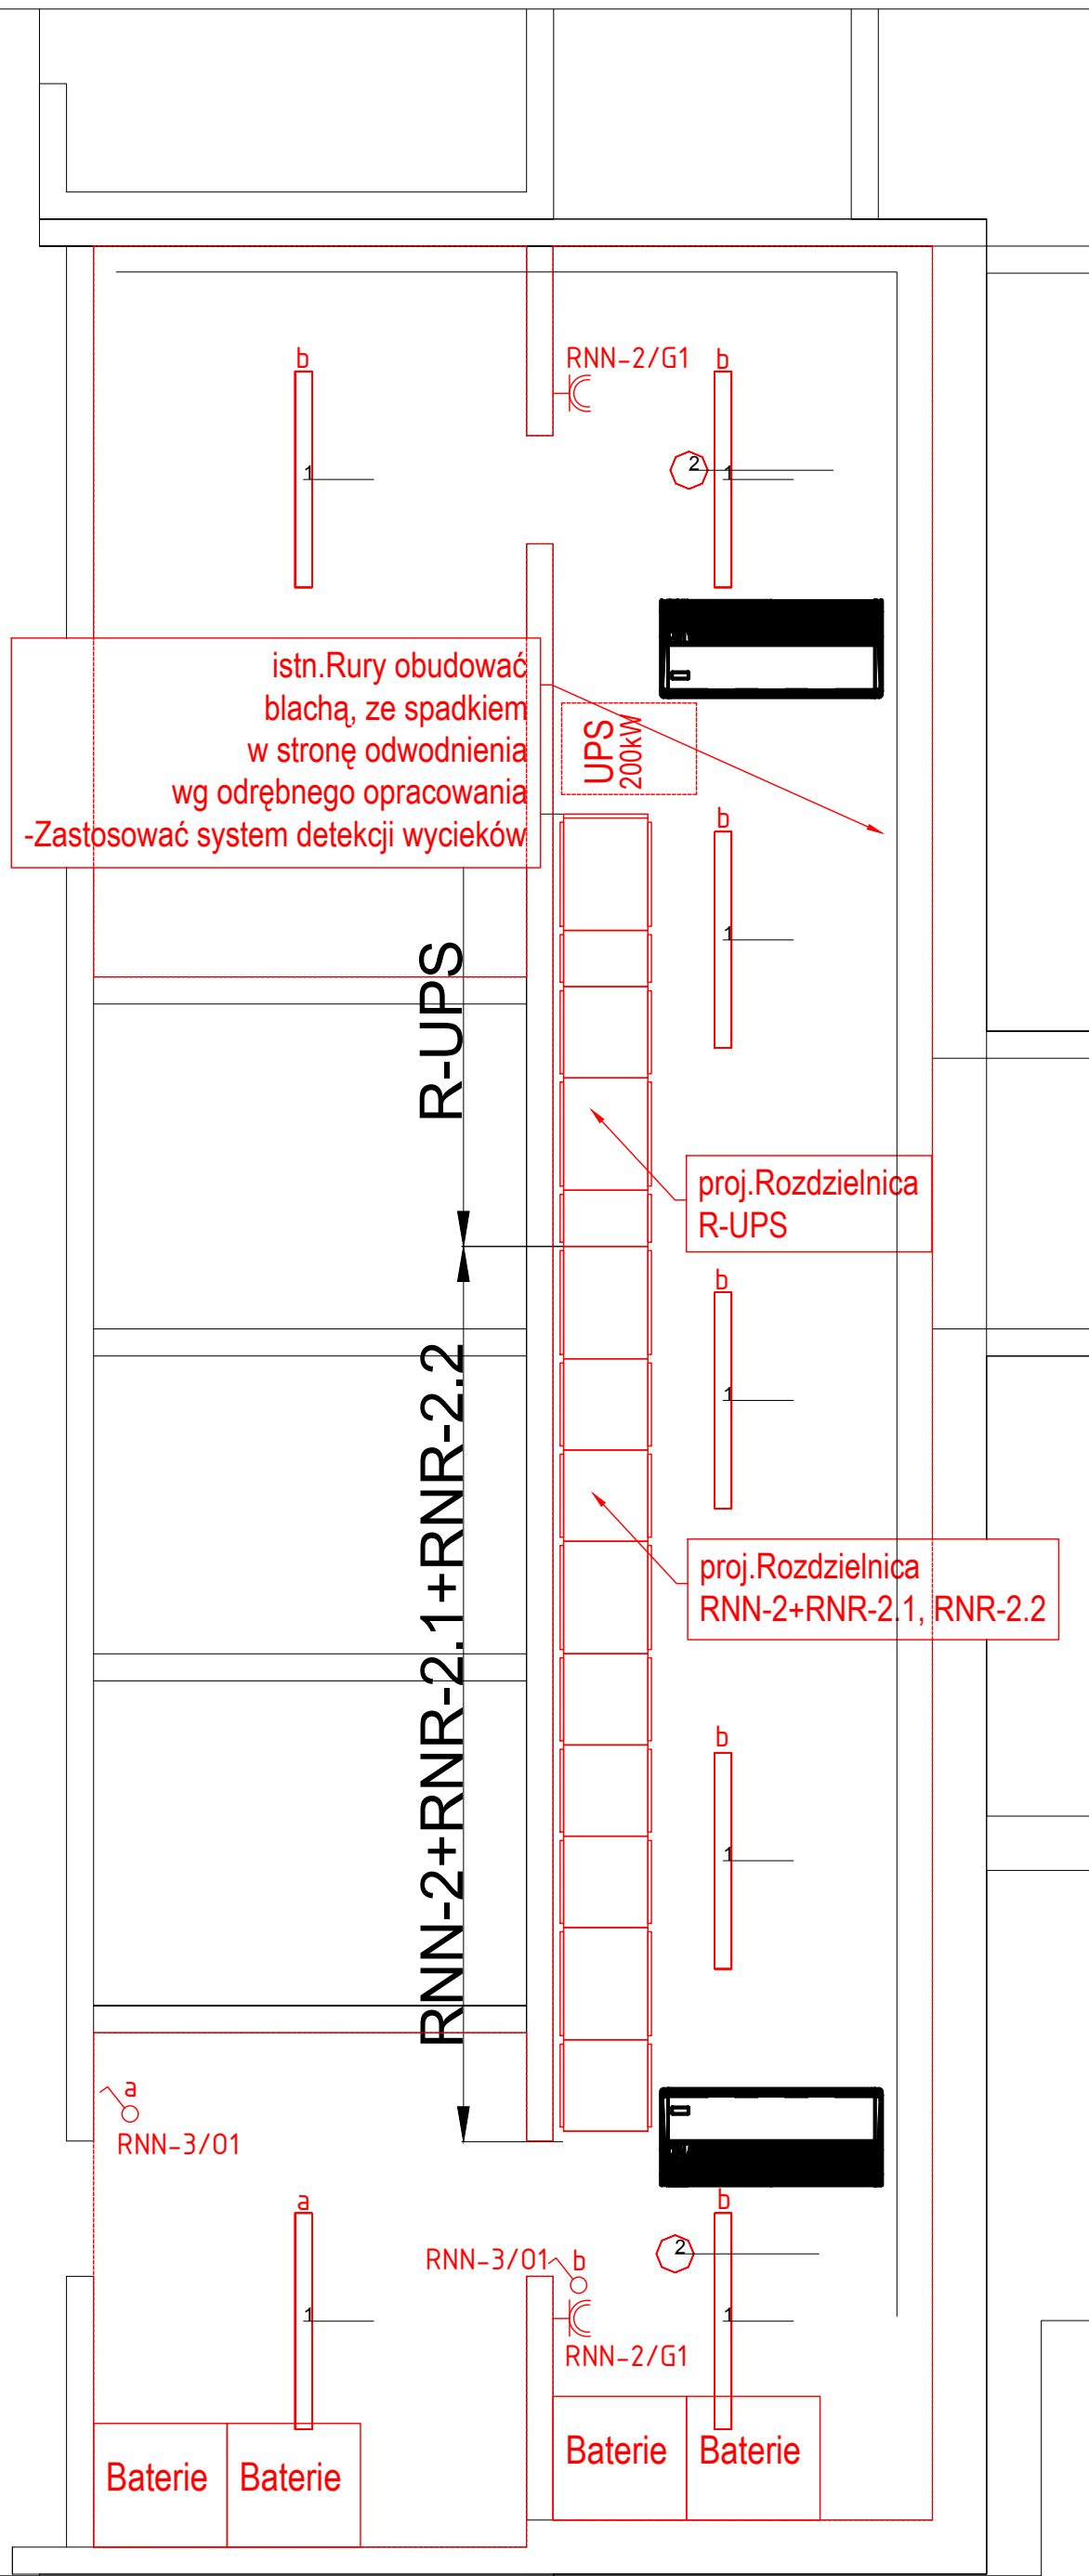 b
RNN-2/G1
b
1
2
1
istn.Rury obudować
blachą, ze spadkiem
w stronę odwodnienia
wg odrębnego opracowania
-Zastosować system detekcji wycieków
UPS
200kW
b
1
R-UPS
proj.Rozdzielnica
R-UPS
b
1
RNN-2+RNR-2.1+RNR-2.2
proj.Rozdzielnica
RNN-2+RNR-2.1, RNR-2.2
b
1
a
RNN-3/O1
a
b
RNN-3/O1
b
2
1
1
RNN-2/G1
Baterie
Baterie
Baterie
Baterie